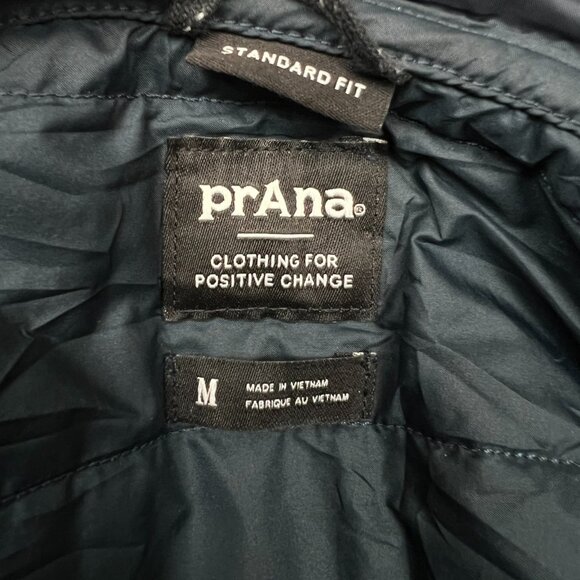 STANDARD FIT
prAna®
CLOTHING FOR
POSITIVE CHANGE
M
MADE IN VIETNAM
FABRIQUE AU VIETNAM